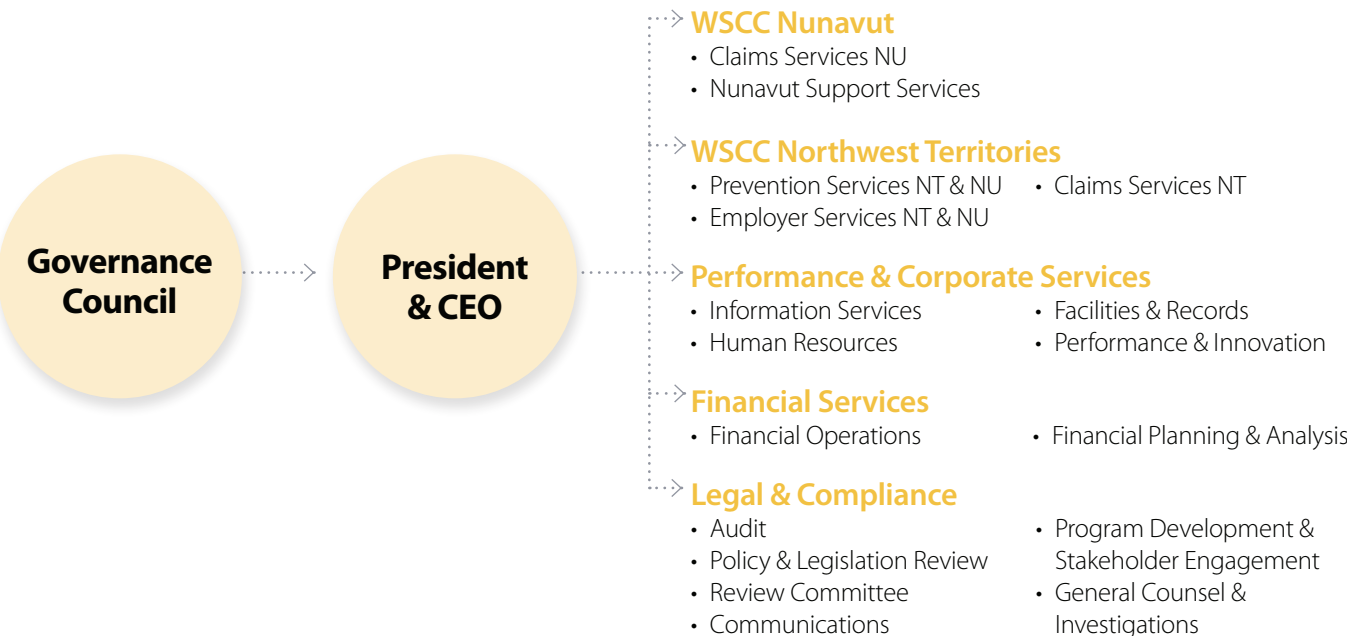 Governance
Council
President
& CEO
WSCC Nunavut
• Claims Services NU
• Nunavut Support Services
WSCC Northwest Territories
• Prevention Services NT & NU
• Employer Services NT & NU
• Claims Services NT
Performance & Corporate Services
• Information Services
• Human Resources
• Facilities & Records
• Performance & Innovation
Financial Services
• Financial Operations
• Financial Planning & Analysis
Legal & Compliance
• Audit
• Policy & Legislation Review
• Review Committee
• Communications
• Program Development &
Stakeholder Engagement
• General Counsel &
Investigations